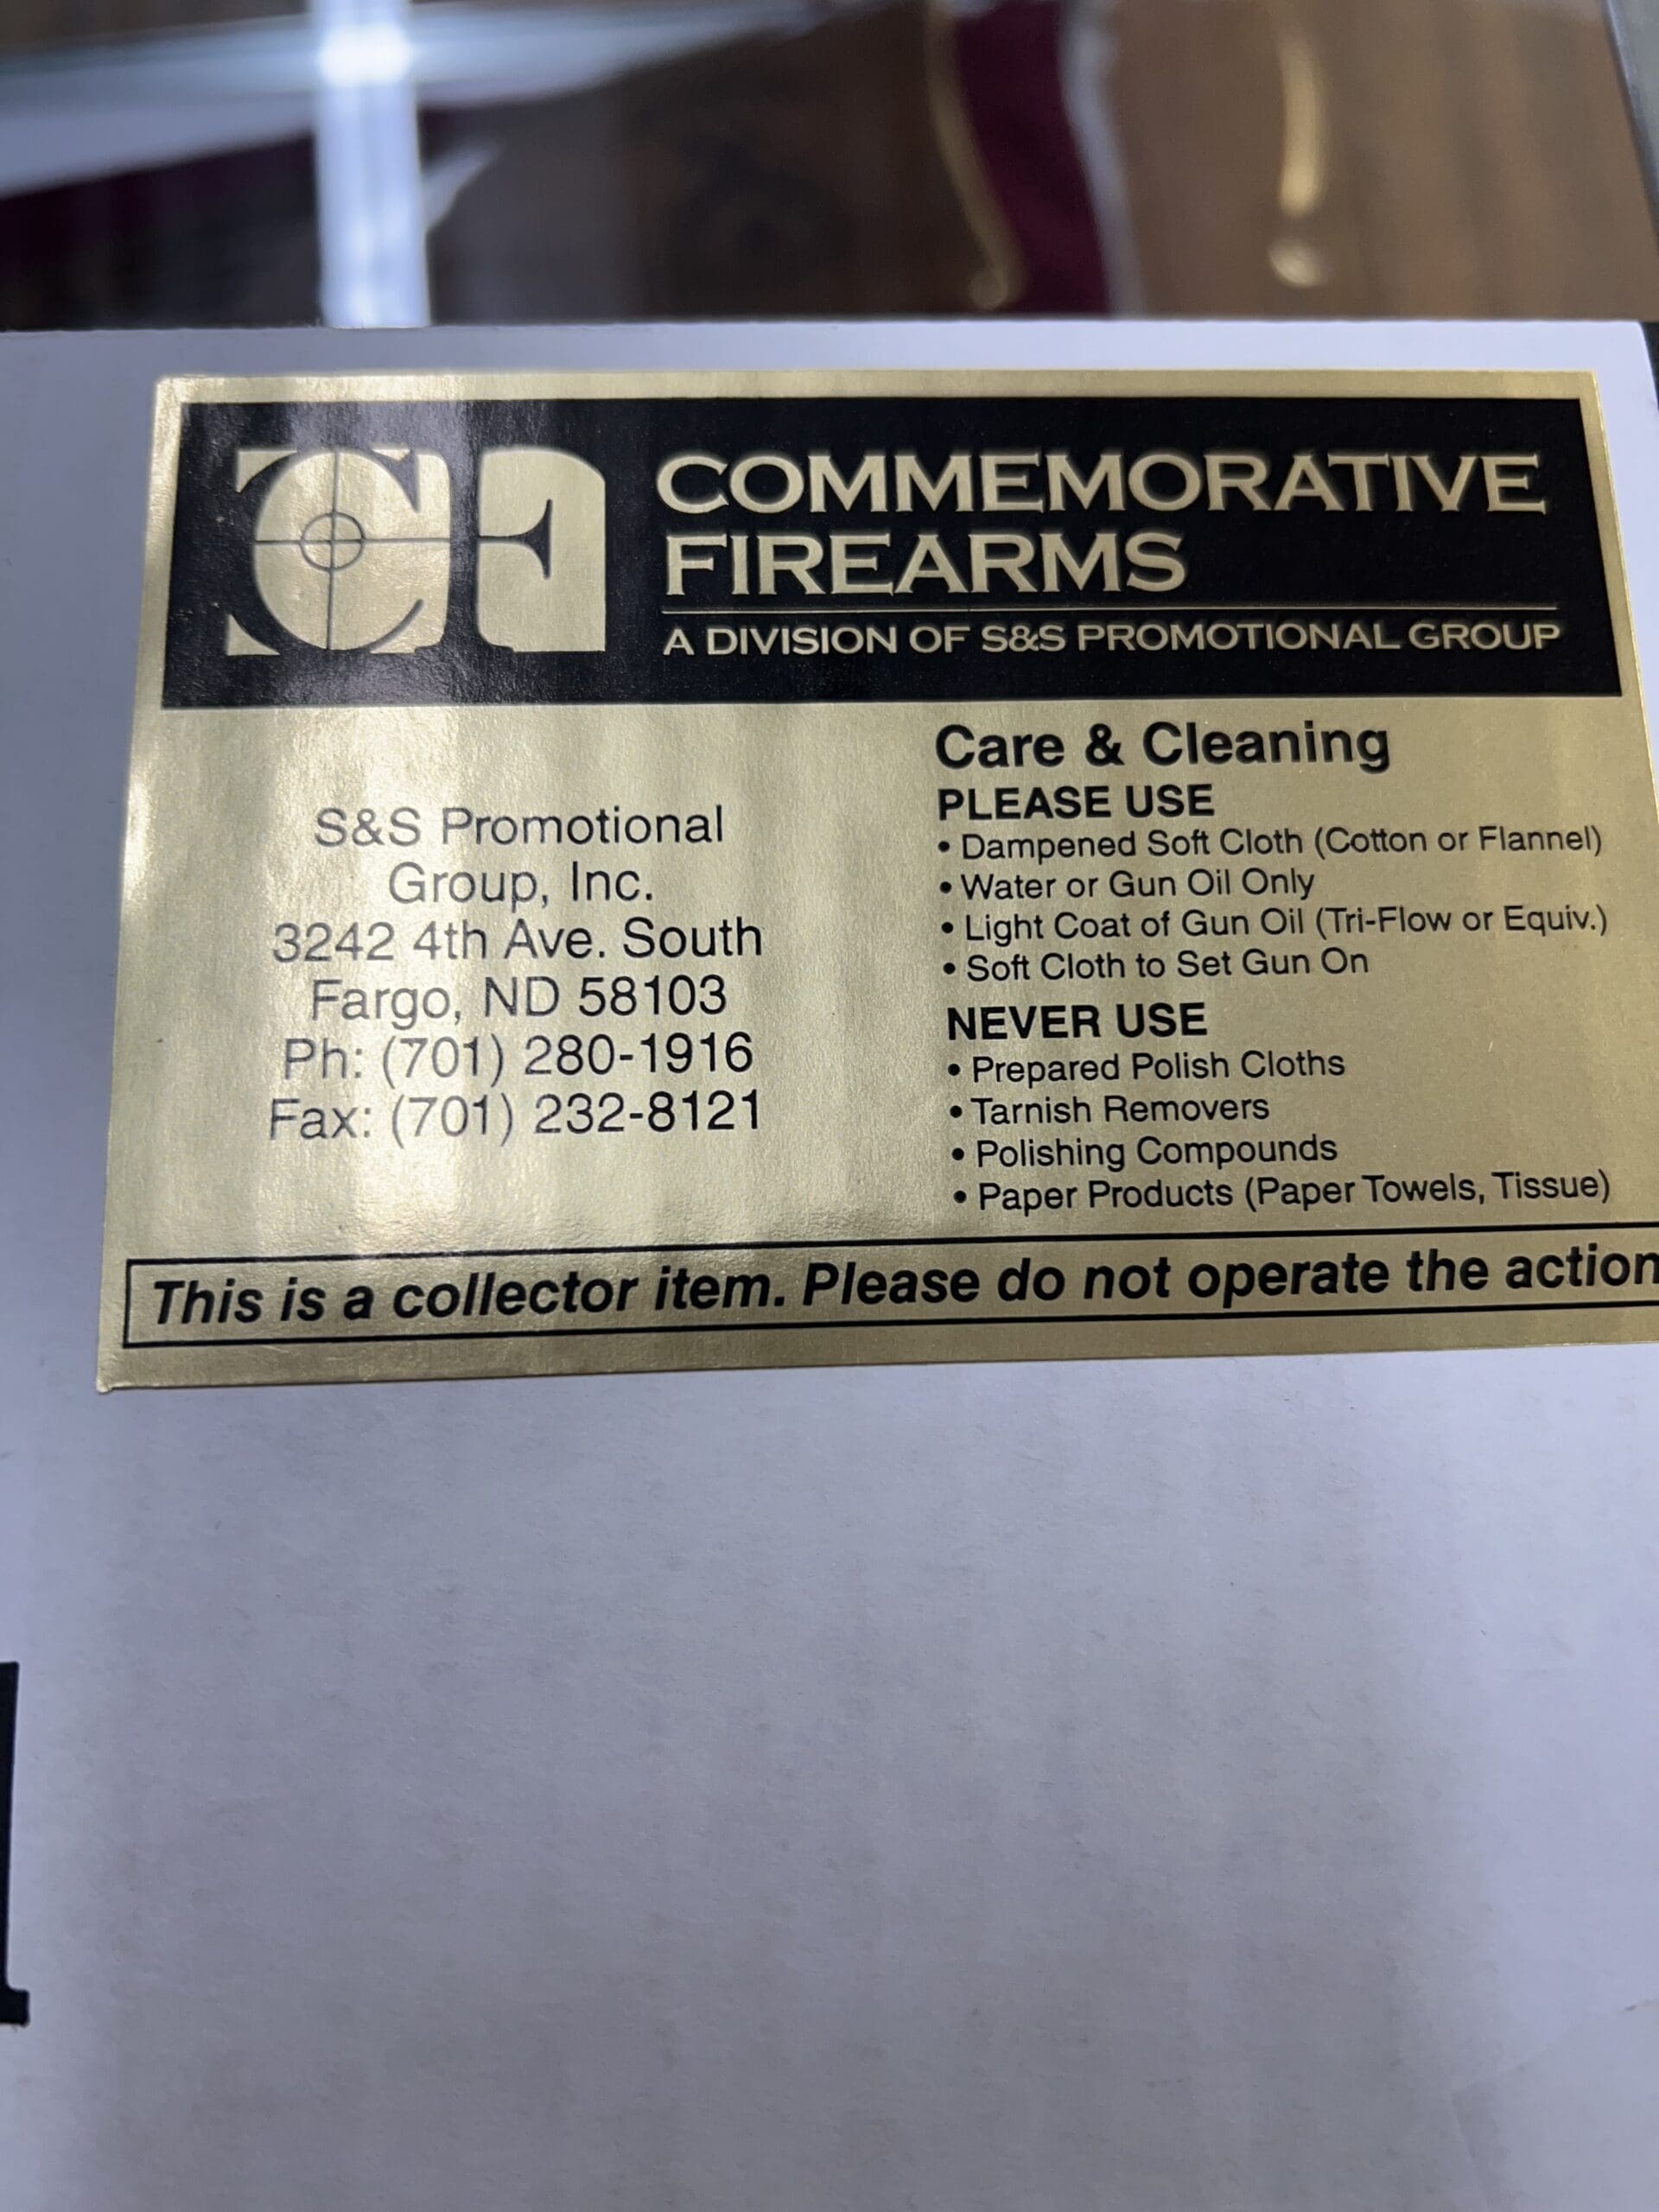 CF
COMMEMORATIVE
FIREARMS
A DIVISION OF S&S PROMOTIONAL GROUP
S&S Promotional
Group, Inc.
3242 4th Ave. South
Fargo, ND 58103
Ph: (701) 280-1916
Fax: (701) 232-8121
Care & Cleaning
PLEASE USE
• Dampened Soft Cloth (Cotton or Flannel)
• Water or Gun Oil Only
• Light Coat of Gun Oil (Tri-Flow or Equiv.)
• Soft Cloth to Set Gun On
NEVER USE
• Prepared Polish Cloths
• Tarnish Removers
• Polishing Compounds
• Paper Products (Paper Towels, Tissue)
This is a collector item. Please do not operate the action